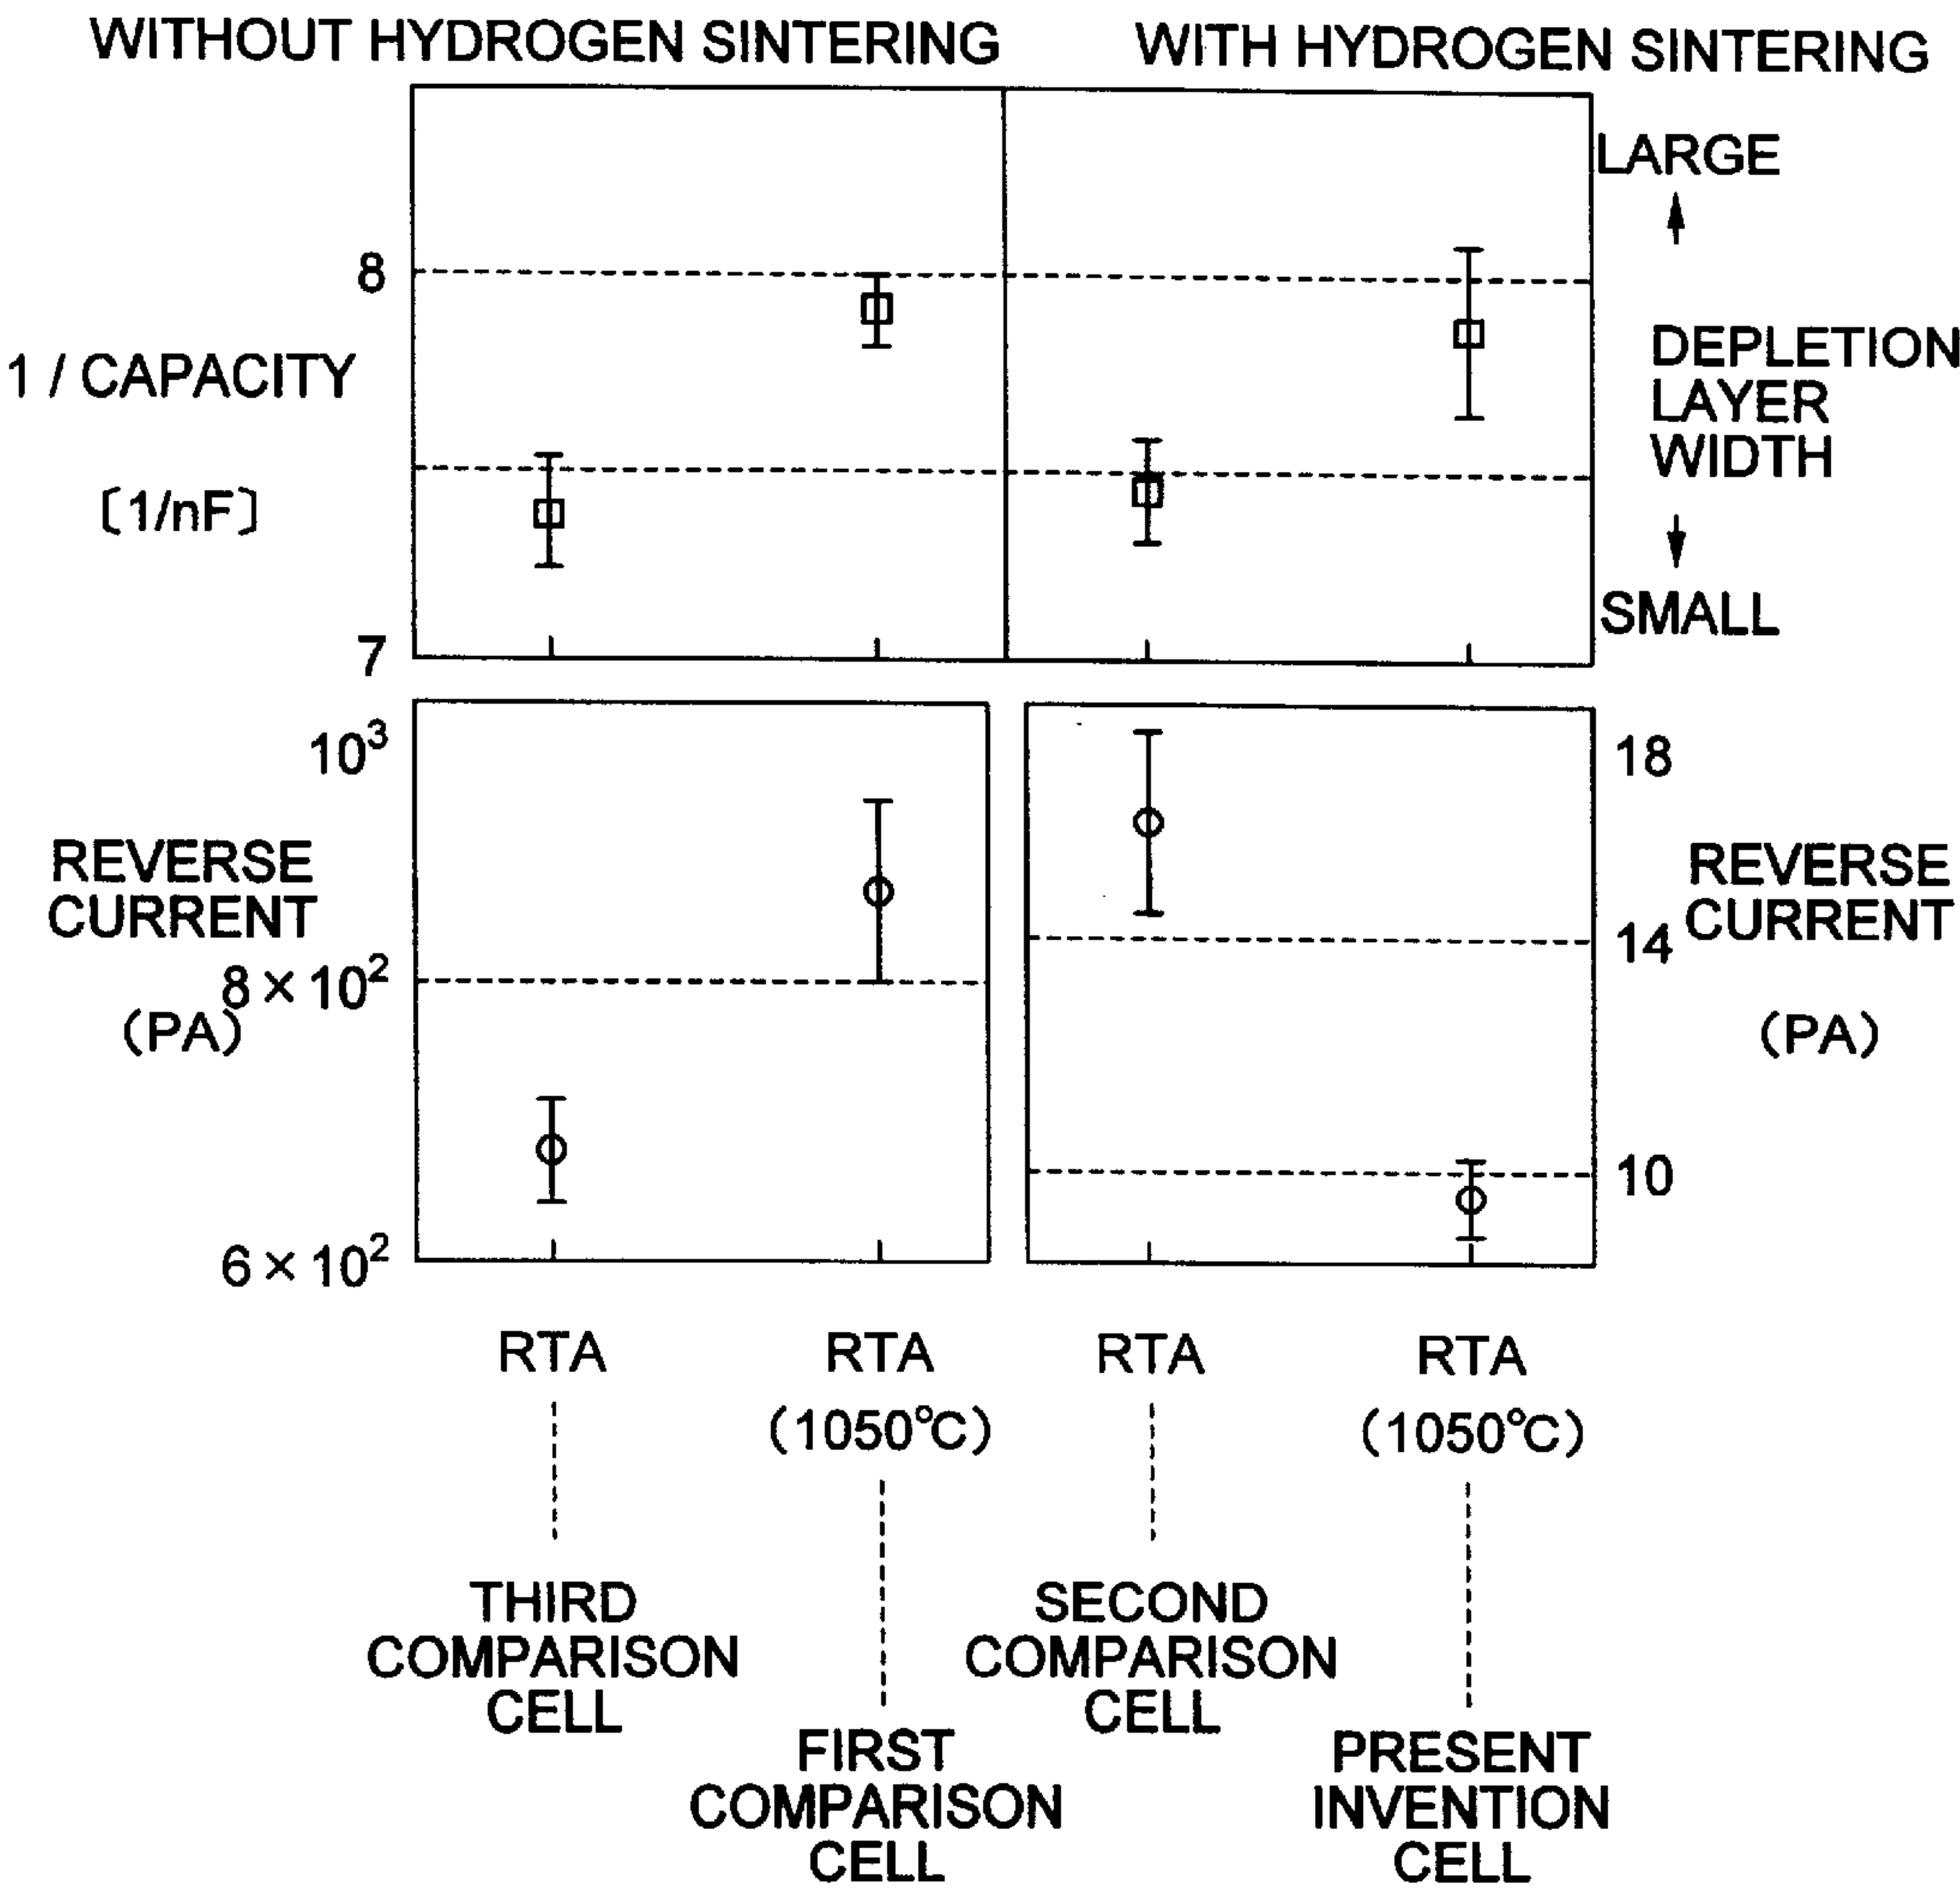 WITHOUT HYDROGEN SINTERING
WITH HYDROGEN SINTERING
LARGE
8
1 / CAPACITY
〔1/nF〕
DEPLETION
LAYER
WIDTH
SMALL
7
10³
18
REVERSE
CURRENT
(PA)
8 × 10²
REVERSE
CURRENT
14
(PA)
10
6 × 10²
RTA
RTA
(1050℃)
RTA
RTA
(1050℃)
THIRD
COMPARISON
CELL
FIRST
COMPARISON
CELL
SECOND
COMPARISON
CELL
PRESENT
INVENTION
CELL